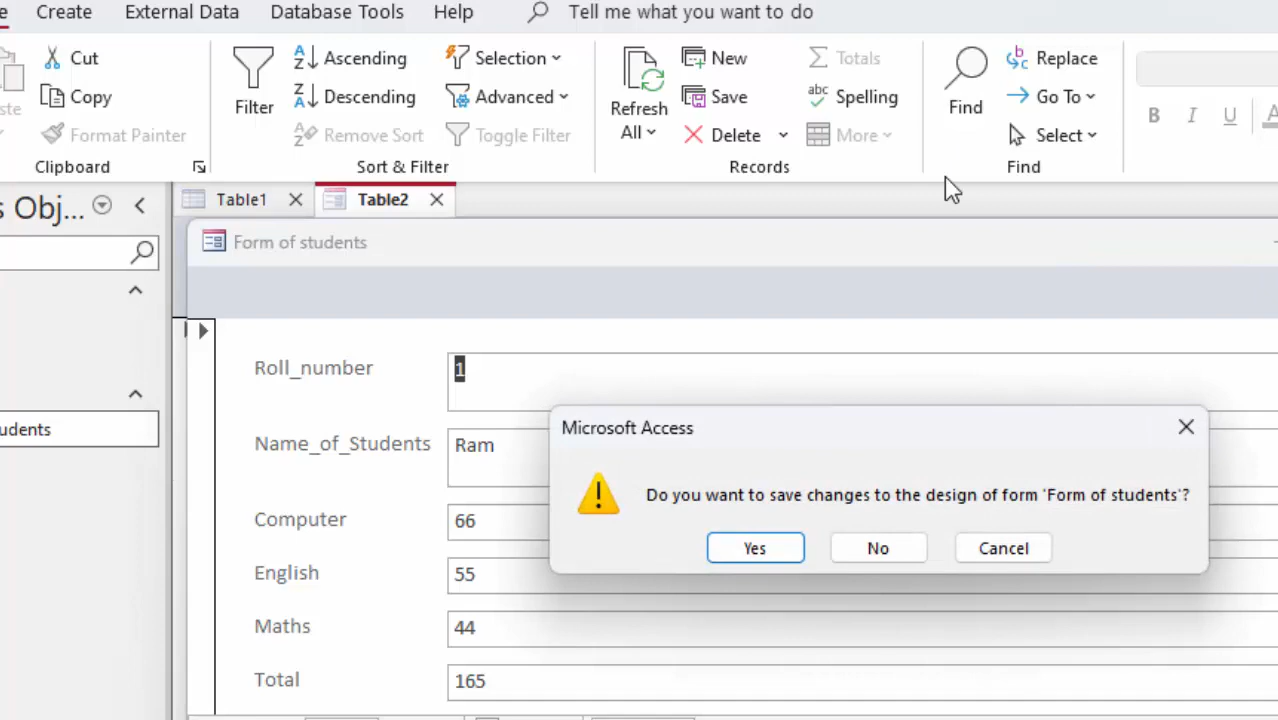 Create External Data Database Tools Help Tell me what you want to do
Cut
Copy
Format Painter
Clipboard
Filter
Ascending
Descending
Remove Sort
Selection
Advanced
Toggle Filter
Sort & Filter
Refresh
All
New
Save
Delete
Totals
Spelling
More
Records
Find
Replace
Go To
Select
Find
B I U
Obj...
Table1 Table2
Form of students
Roll_number 1
Name_of_Students Ram
Computer 66
English 55
Maths 44
Total 165
Microsoft Access
Do you want to save changes to the design of form 'Form of students'?
Yes No Cancel